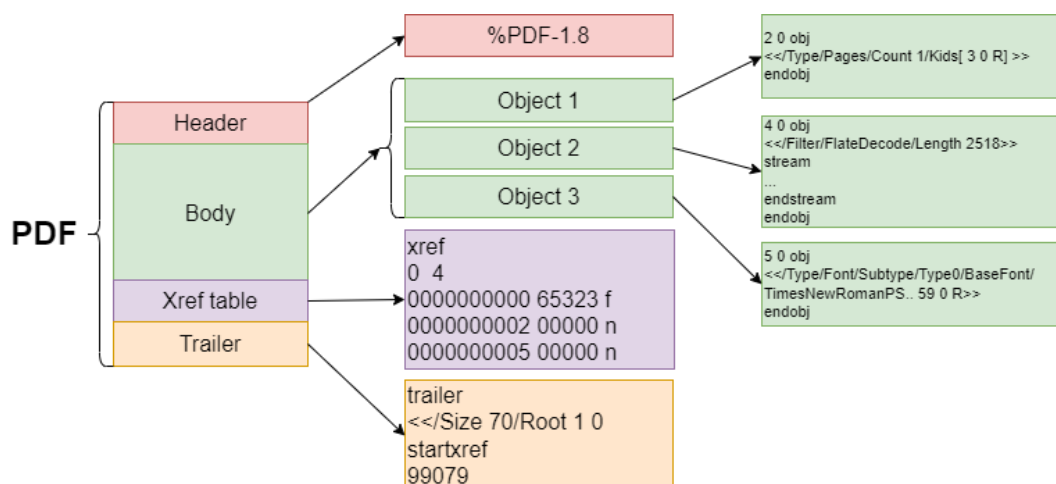 PDF
Header
Body
Xref table
Trailer
%PDF-1.8
Object 1
Object 2
Object 3
xref
0 4
0000000000 65323 f
0000000002 00000 n
0000000005 00000 n
trailer
<</Size 70/Root 1 0
startxref
99079
2 0 obj
<</Type/Pages/Count 1/Kids[ 3 0 R] >>
endobj
4 0 obj
<</Filter/FlateDecode/Length 2518>>
stream
...
endstream
endobj
5 0 obj
<</Type/Font/Subtype/Type0/BaseFont/
TimesNewRomanPS.. 59 0 R>>
endobj